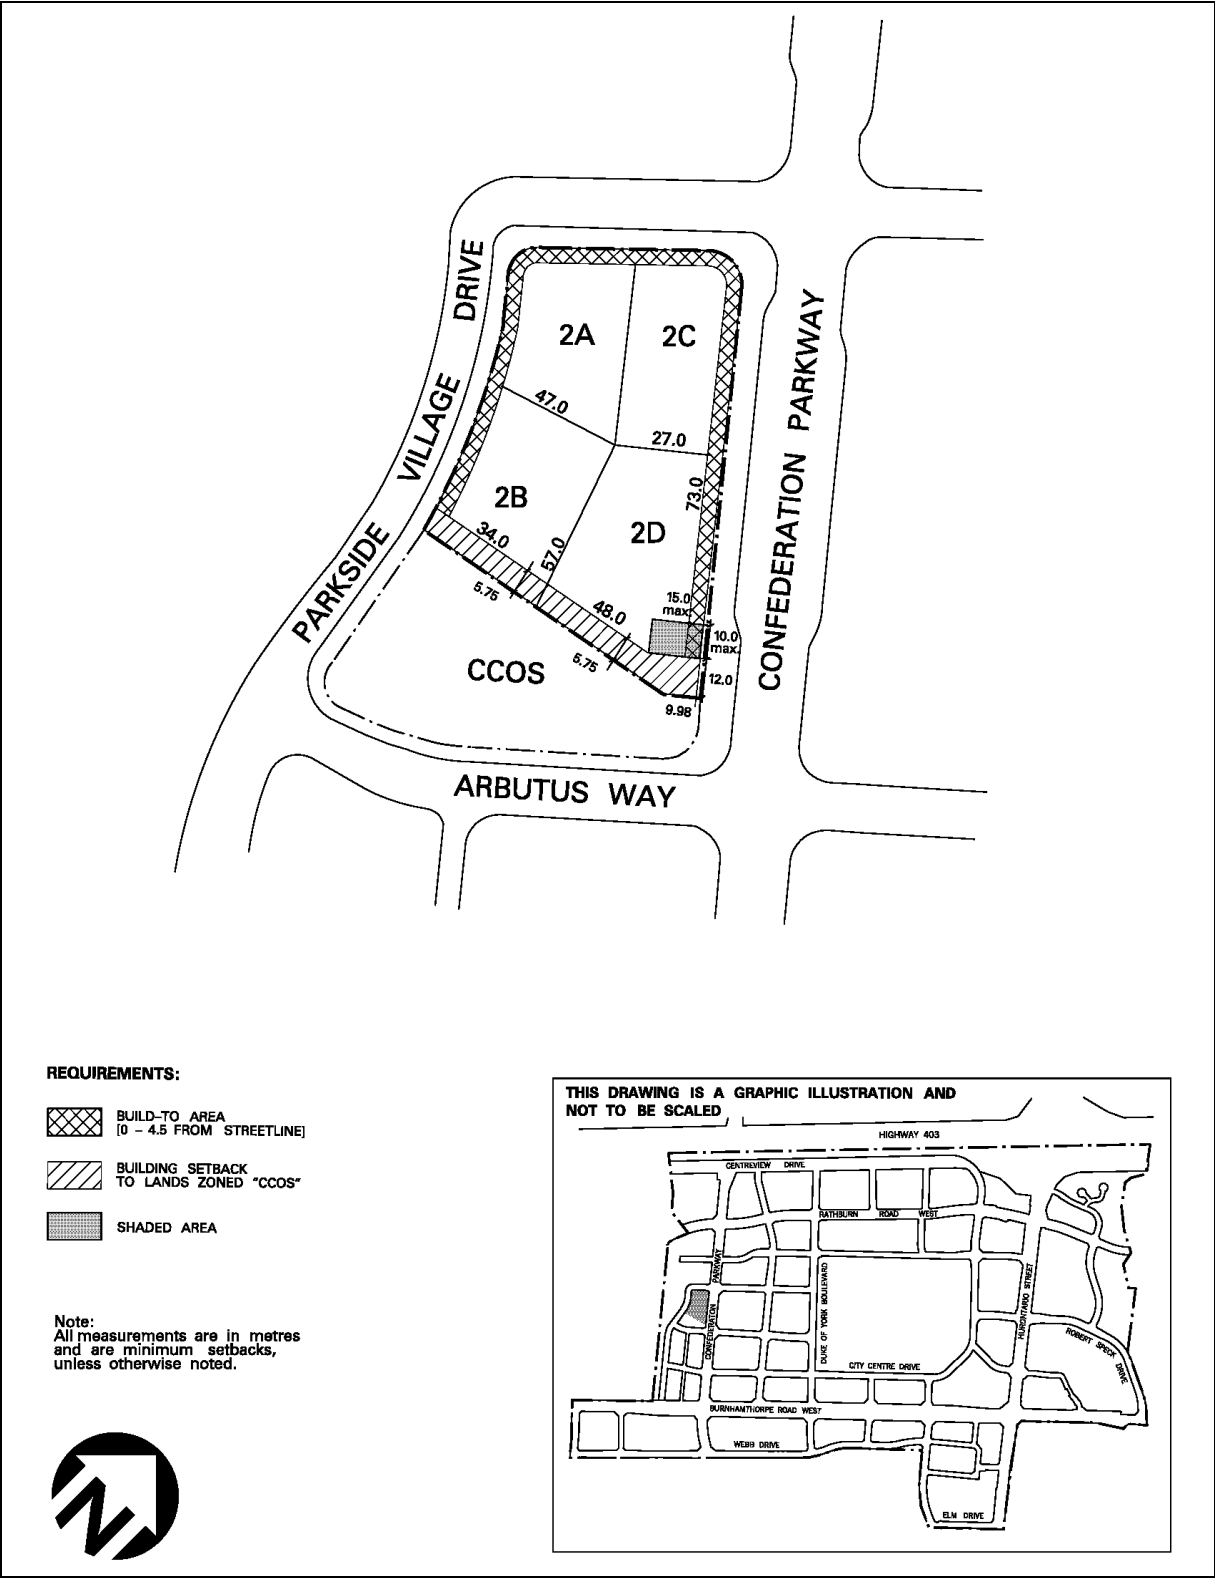 PARKSIDE VILLAGE DRIVE
2A
2C
CONFEDERATION PARKWAY
47.0
27.0
2B
73.0
2D
34.0
57.0
5.75
48.0
15.0
max.
10.0
max.
5.75
CCOS
12.0
9.98
ARBUTUS WAY
REQUIREMENTS:
BUILD-TO AREA
[0 - 4.5 FROM STREETLINE]
BUILDING SETBACK
TO LANDS ZONED "CCOS"
SHADED AREA
Note:
All measurements are in metres
and are minimum setbacks,
unless otherwise noted.
N
THIS DRAWING IS A GRAPHIC ILLUSTRATION AND
NOT TO BE SCALED
HIGHWAY 403
CENTREVIEW DRIVE
RATHBURN ROAD WEST
CONFEDERATON PARKWAY
DUKE OF YORK BOULEVARD
HURONTARIO STREET
ROBERT SPECK DRIVE
CITY CENTRE DRIVE
BURNHAMTHORPE ROAD WEST
WEBB DRIVE
ELM DRIVE